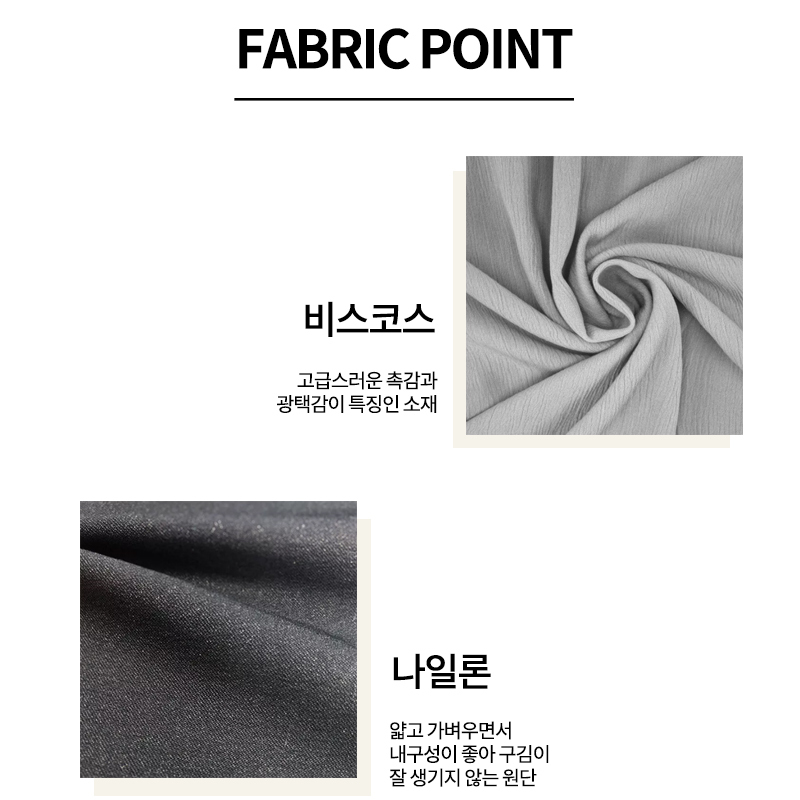 FABRIC POINT
비스코스
고급스러운 촉감과
광택감이 특징인 소재
나일론
얇고 가벼우면서
내구성이 좋아 구김이
잘 생기지 않는 원단